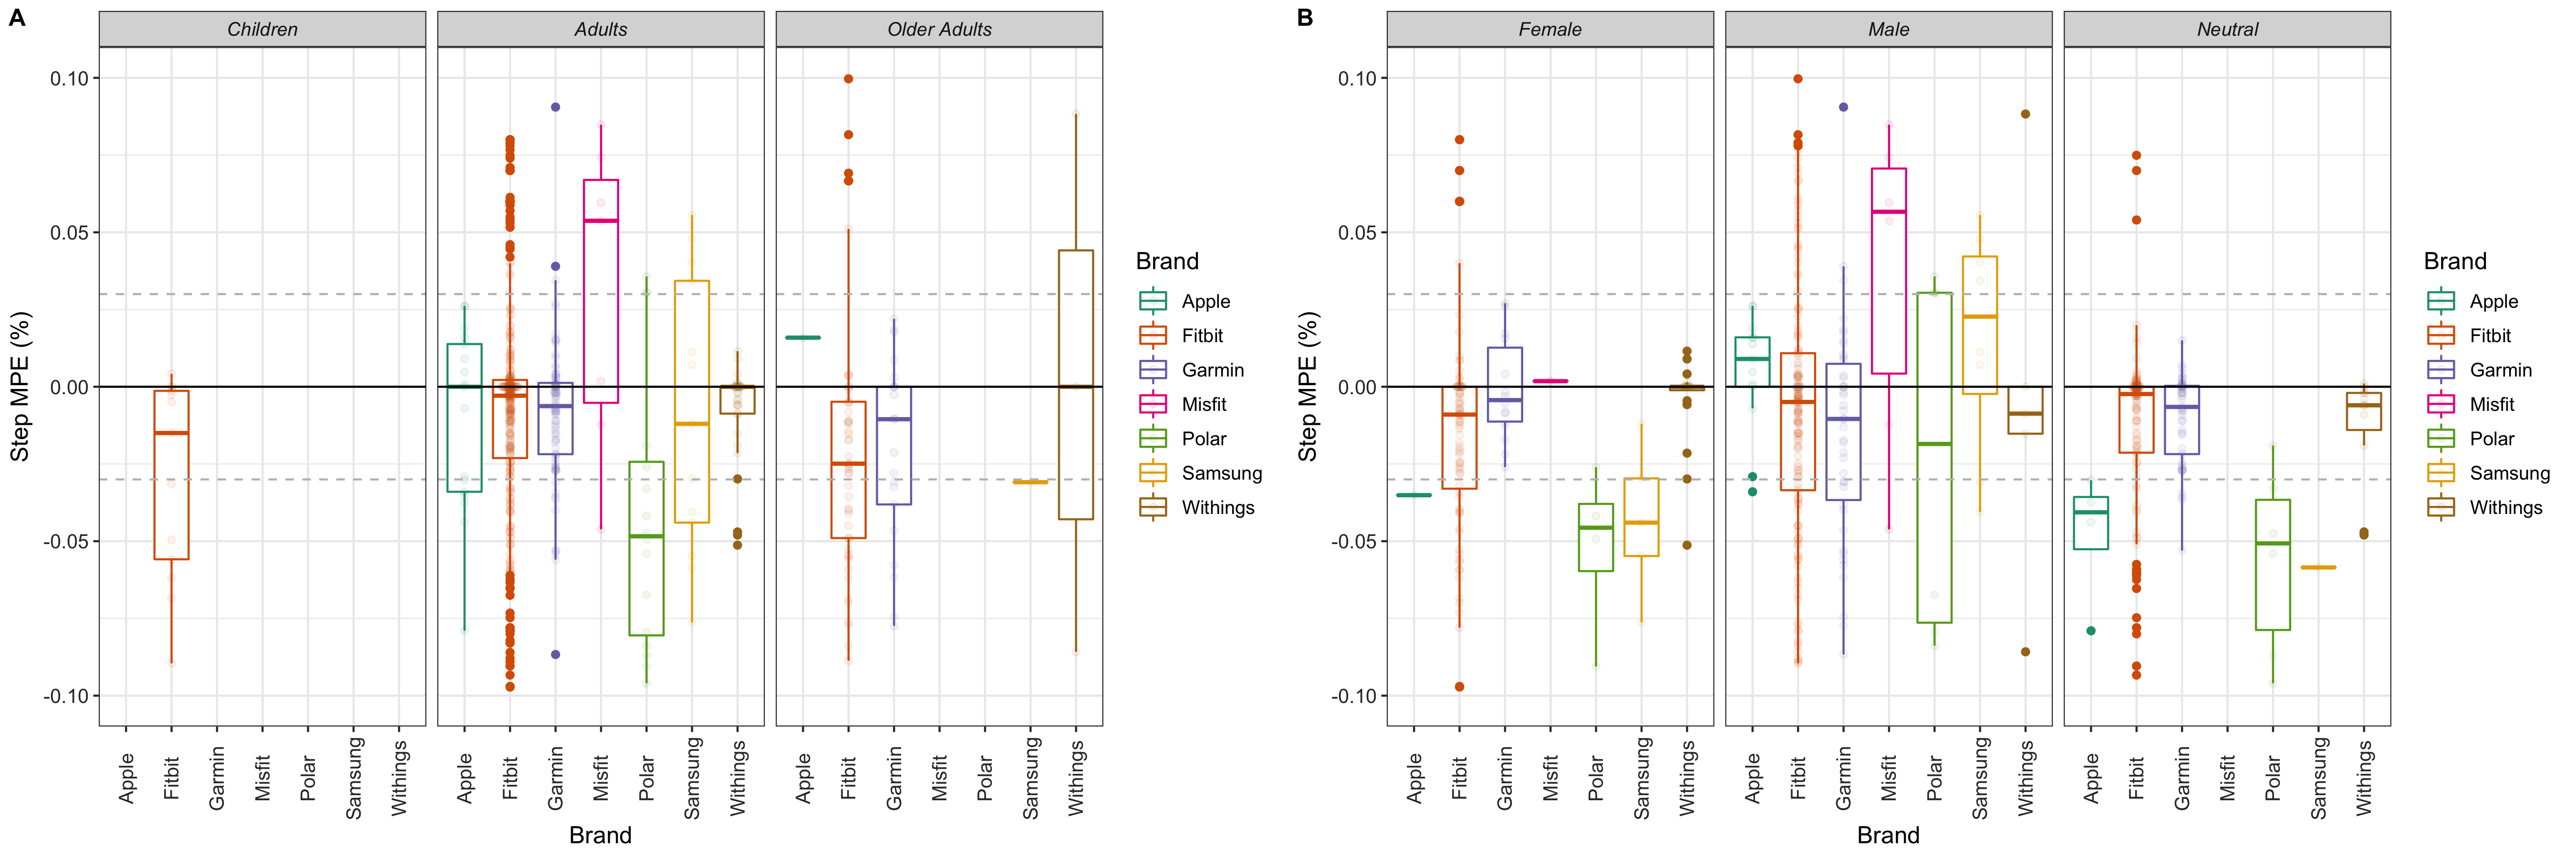 A
Children
Adults
Older Adults
Step MPE (%)
0.10
0.05
0.00
-0.05
-0.10
Apple
Fitbit
Garmin
Misfit
Polar
Samsung
Withings
Apple
Fitbit
Garmin
Misfit
Polar
Samsung
Withings
Apple
Fitbit
Garmin
Misfit
Polar
Samsung
Withings
Brand
Brand
Apple
Fitbit
Garmin
Misfit
Polar
Samsung
Withings
B
Female
Male
Neutral
Step MPE (%)
0.10
0.05
0.00
-0.05
-0.10
Apple
Fitbit
Garmin
Misfit
Polar
Samsung
Withings
Apple
Fitbit
Garmin
Misfit
Polar
Samsung
Withings
Apple
Fitbit
Garmin
Misfit
Polar
Samsung
Withings
Brand
Brand
Apple
Fitbit
Garmin
Misfit
Polar
Samsung
Withings